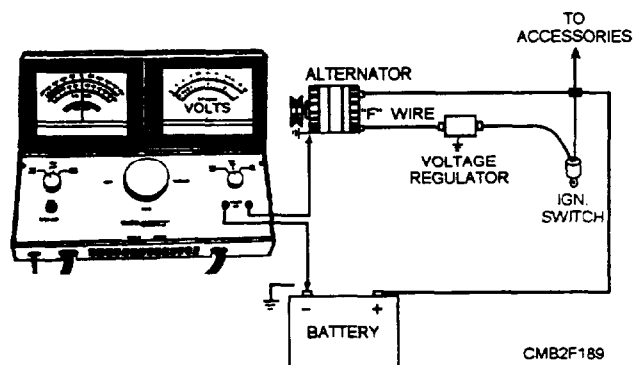 TO
ACCESSORIES
ALTERNATOR
VOLTS
"F" WIRE
VOLTAGE
REGULATOR
IGN.
SWITCH
- +
BATTERY
CMB2F189